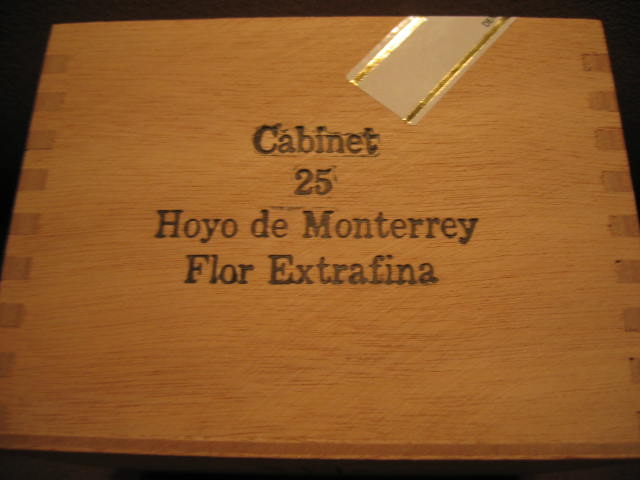 Cabinet
25
Hoyo de Monterrey
Flor Extrafina